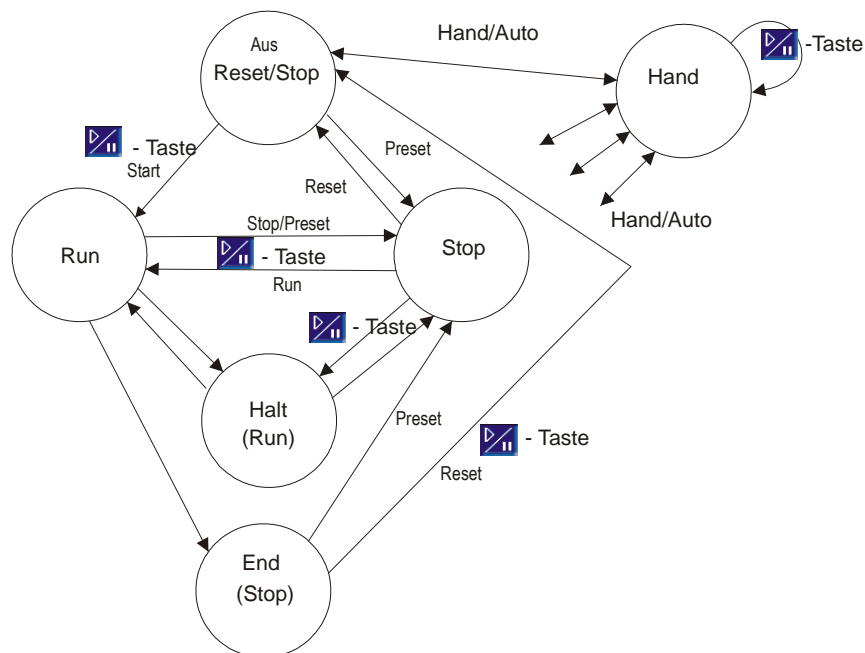 Aus
Reset/Stop
Hand/Auto
-Taste
Hand
- Taste
Start
Preset
Reset
Hand/Auto
Run
Stop/Preset
- Taste
Run
Stop
- Taste
Halt
(Run)
Preset
- Taste
Reset
End
(Stop)